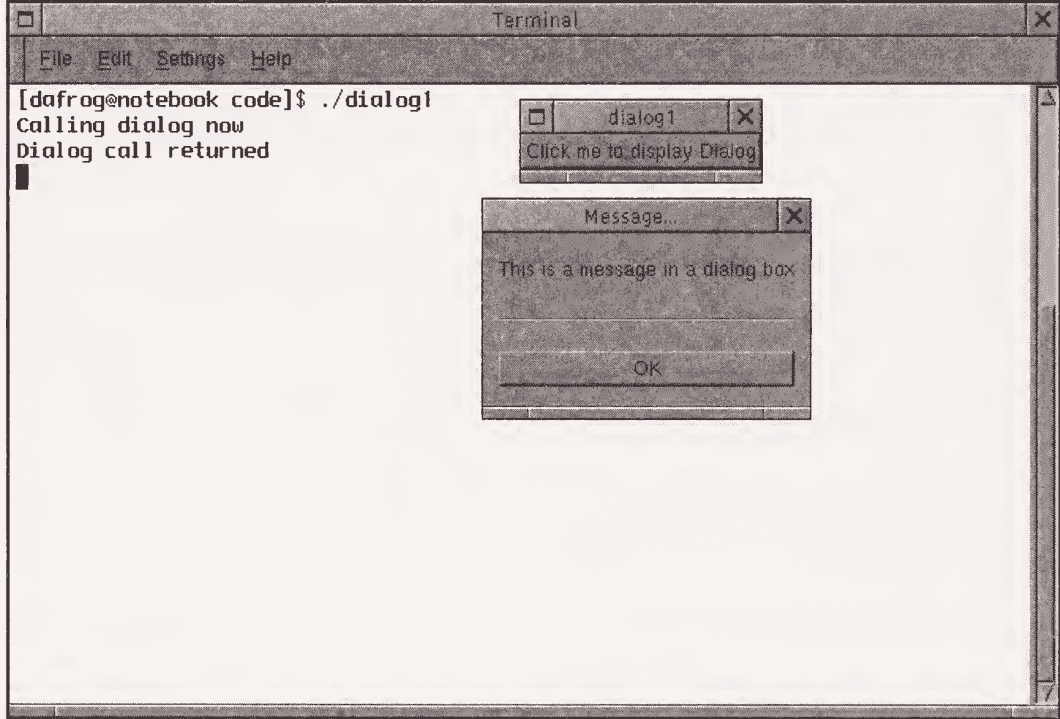 Terminal
File Edit Settings Help
[dafrog@notebook code]$ ./dialog1
Calling dialog now
Dialog call returned
dialog1
Click me to display Dialog
Message...
This is a message in a dialog box
OK